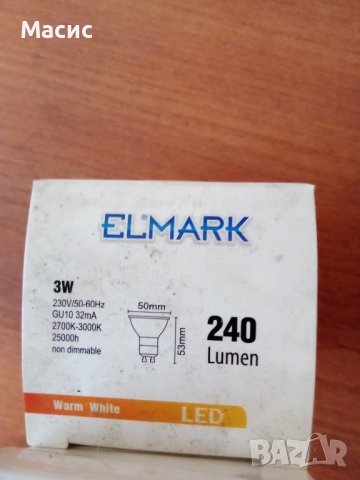 Масис
ELMARK
3W
230V/50-60Hz
GU10 32mA
2700K-3000K
25000h
non dimmable
50mm
53mm
240
Lumen
Warm White
LED
BAZAR